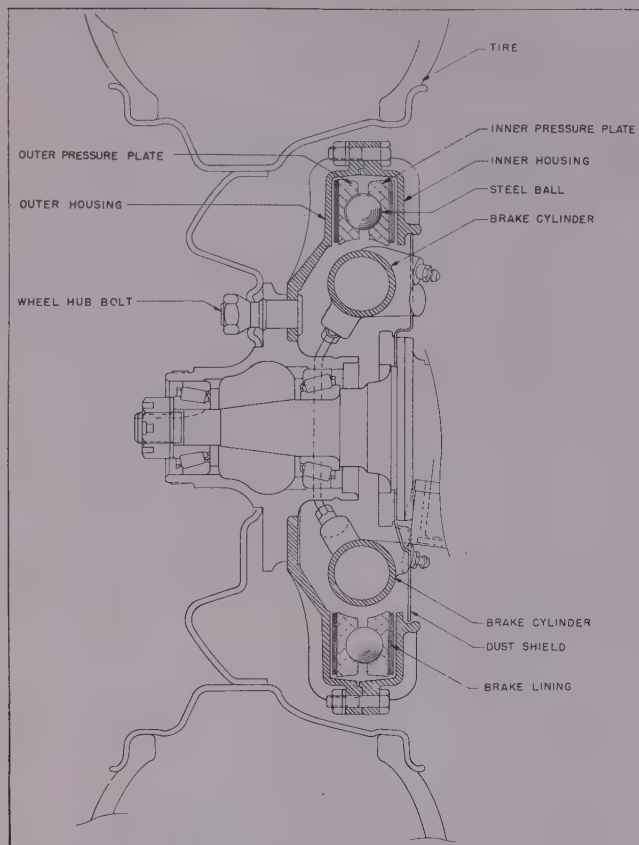 TIRE
INNER PRESSURE PLATE
OUTER PRESSURE PLATE
INNER HOUSING
STEEL BALL
OUTER HOUSING
BRAKE CYLINDER
WHEEL HUB BOLT
BRAKE CYLINDER
DUST SHIELD
BRAKE LINING